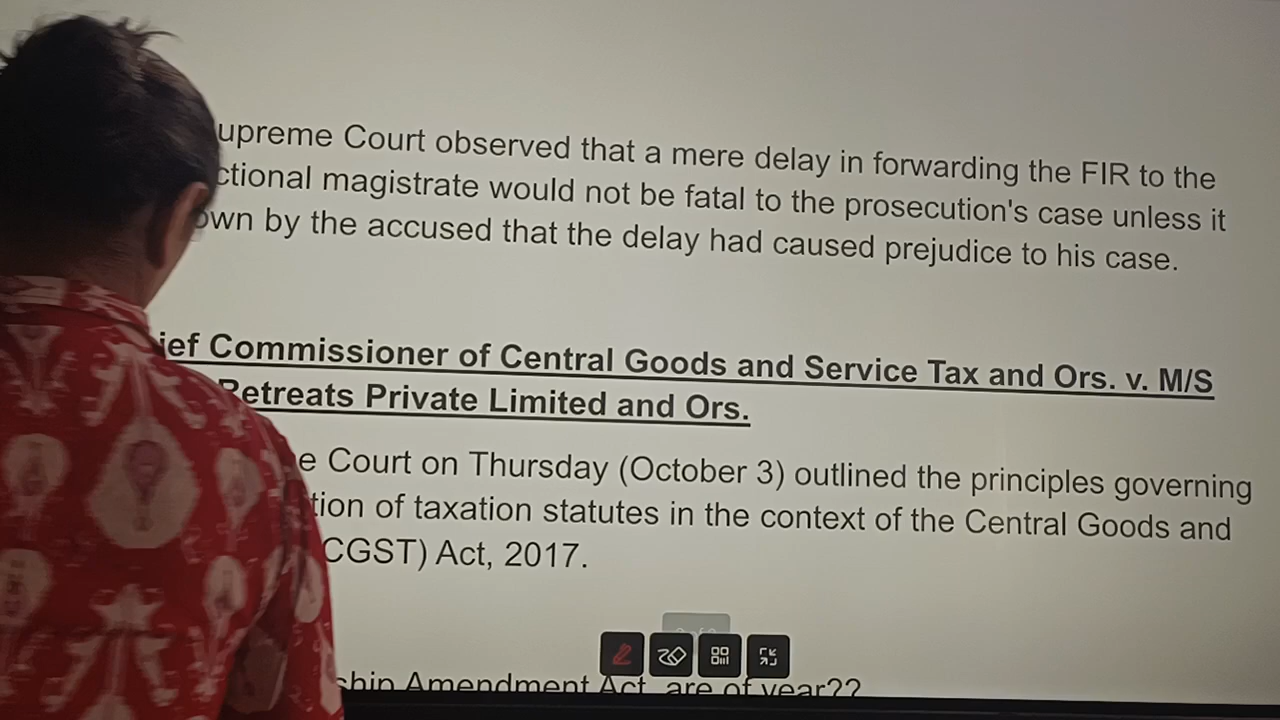 upreme Court observed that a mere delay in forwarding the FIR to the
ctional magistrate would not be fatal to the prosecution's case unless it
own by the accused that the delay had caused prejudice to his case.
ief Commissioner of Central Goods and Service Tax and Ors. v. M/S
Retreats Private Limited and Ors.
e Court on Thursday (October 3) outlined the principles governing
tion of taxation statutes in the context of the Central Goods and
CGST) Act, 2017.
ship Amendment Act, are of year??